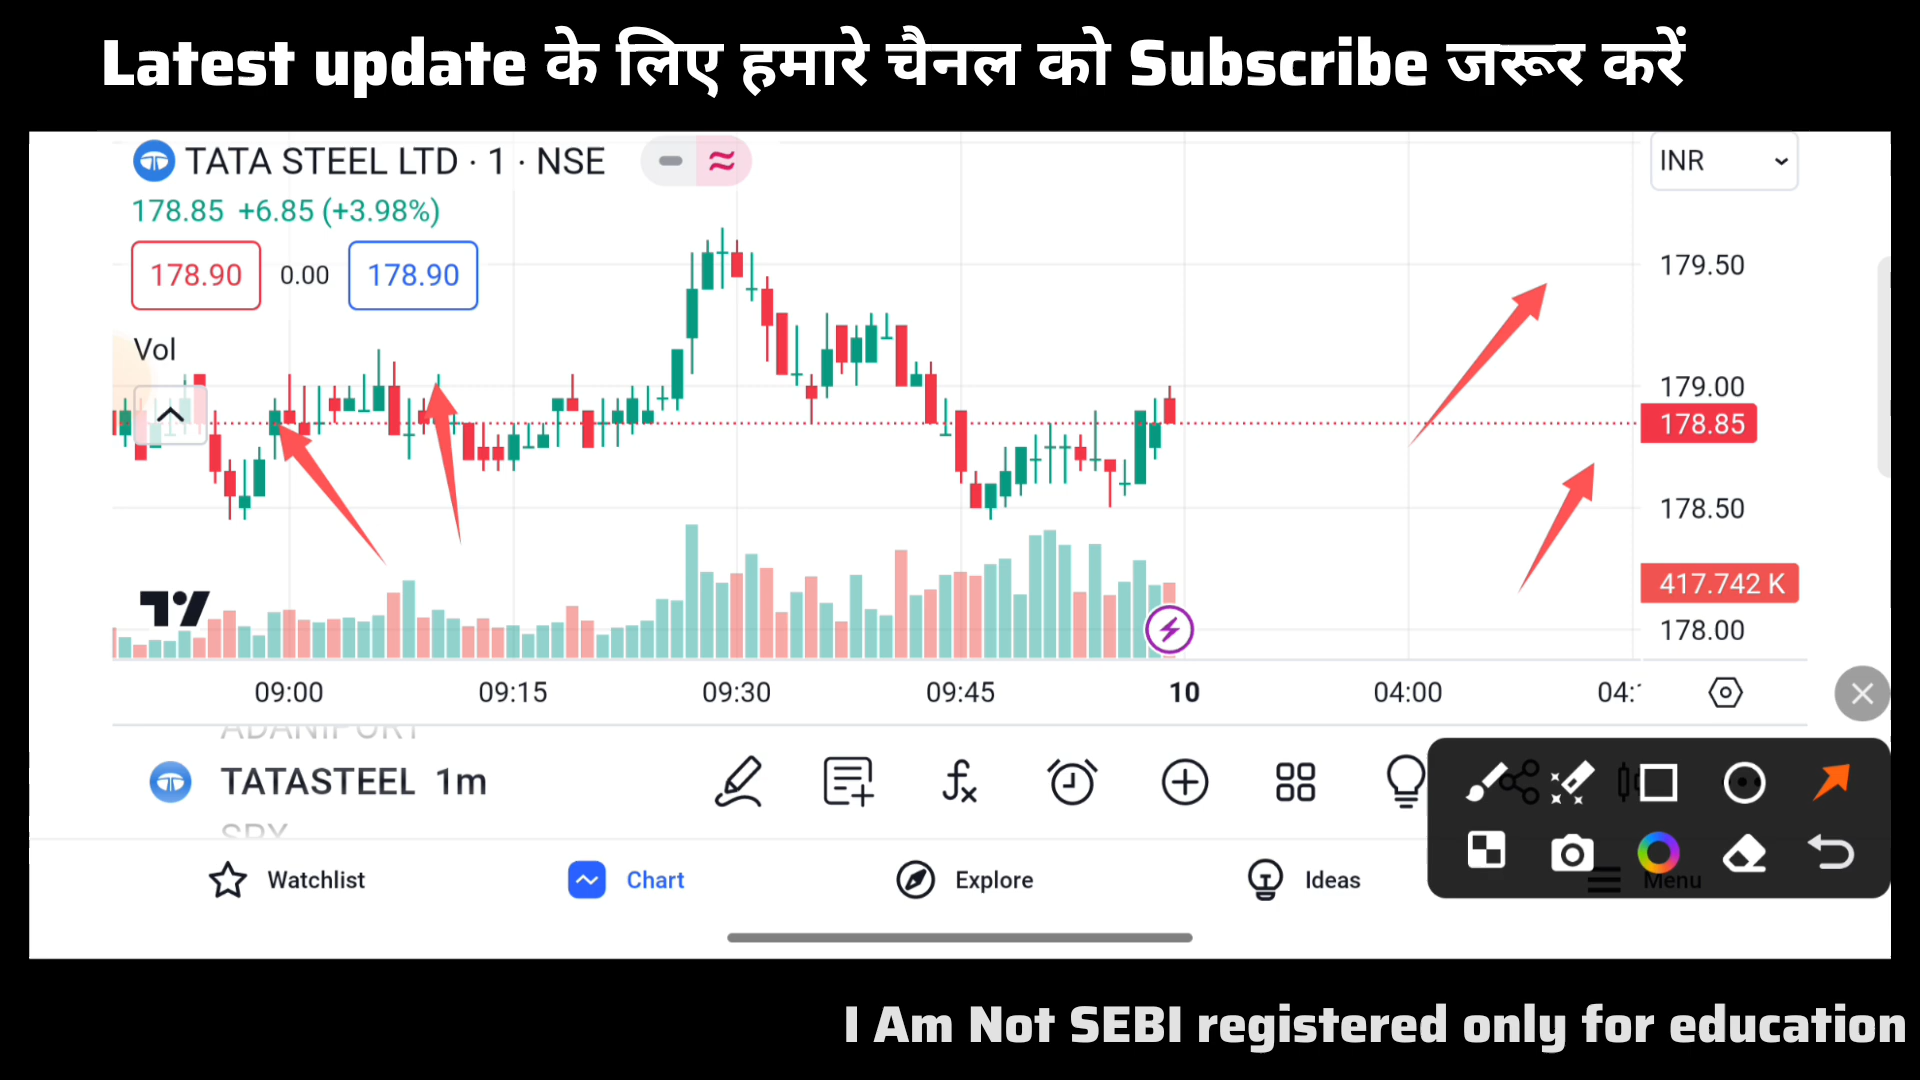 Latest update के लिए हमारे चैनल को Subscribe जरूर करें
TATA STEEL LTD · 1 · NSE
INR
178.85 +6.85 (+3.98%)
178.90 0.00 178.90
Vol
179.50
179.00
178.85
178.50
417.742 K
178.00
09:00 09:15 09:30 09:45 10 04:00 04:
ADANIPORT
TATASTEEL 1m
SPX
Watchlist Chart Explore Ideas Menu
I Am Not SEBI registered only for education